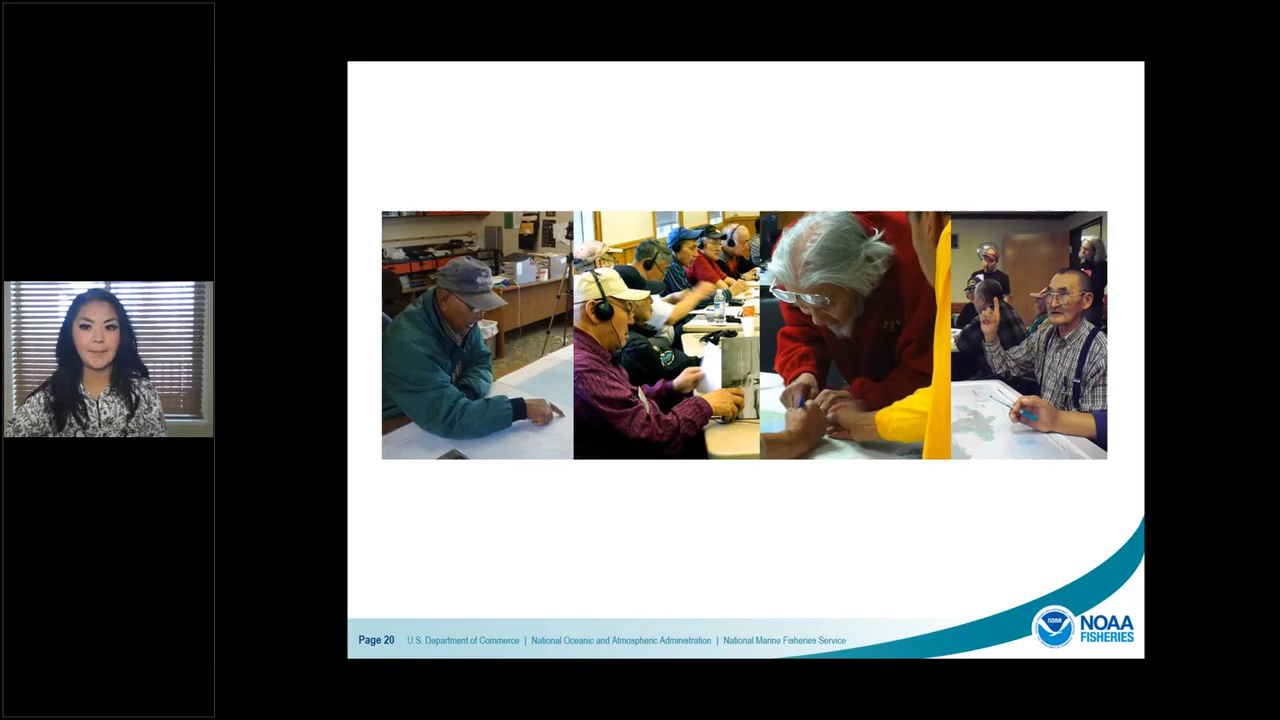 Page 20 U.S. Department of Commerce | National Oceanic and Atmospheric Administration | National Marine Fisheries Service
NOAA
NOAA
FISHERIES